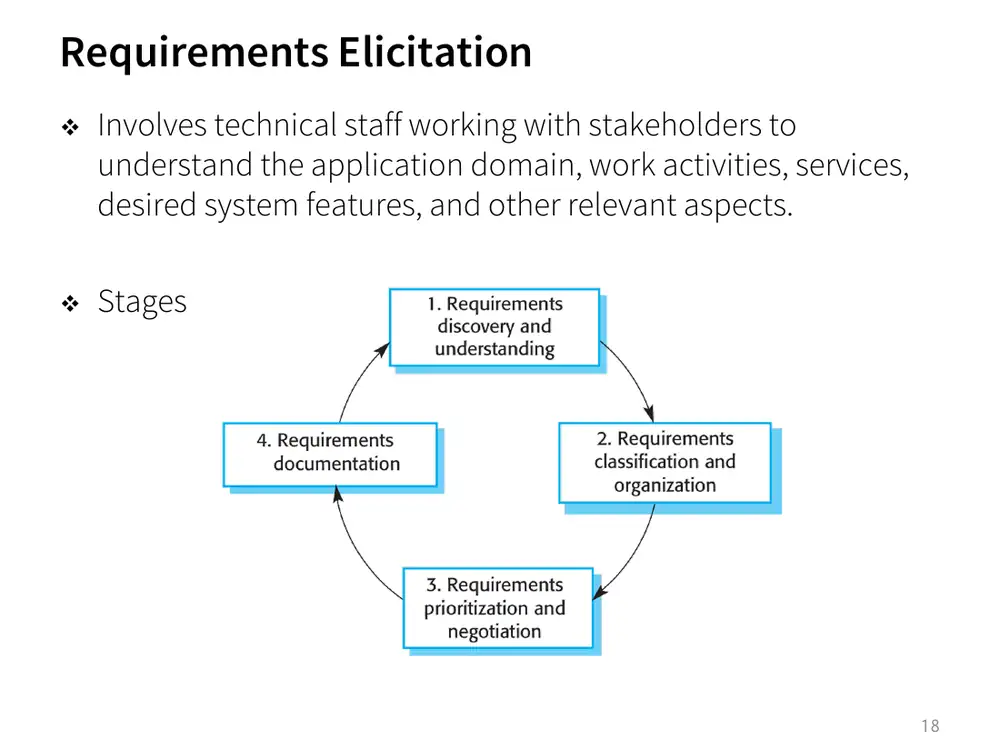 Requirements Elicitation
❖ Involves technical staff working with stakeholders to
understand the application domain, work activities, services,
desired system features, and other relevant aspects.
❖ Stages
1. Requirements
discovery and
understanding
2. Requirements
classification and
organization
3. Requirements
prioritization and
negotiation
4. Requirements
documentation
18